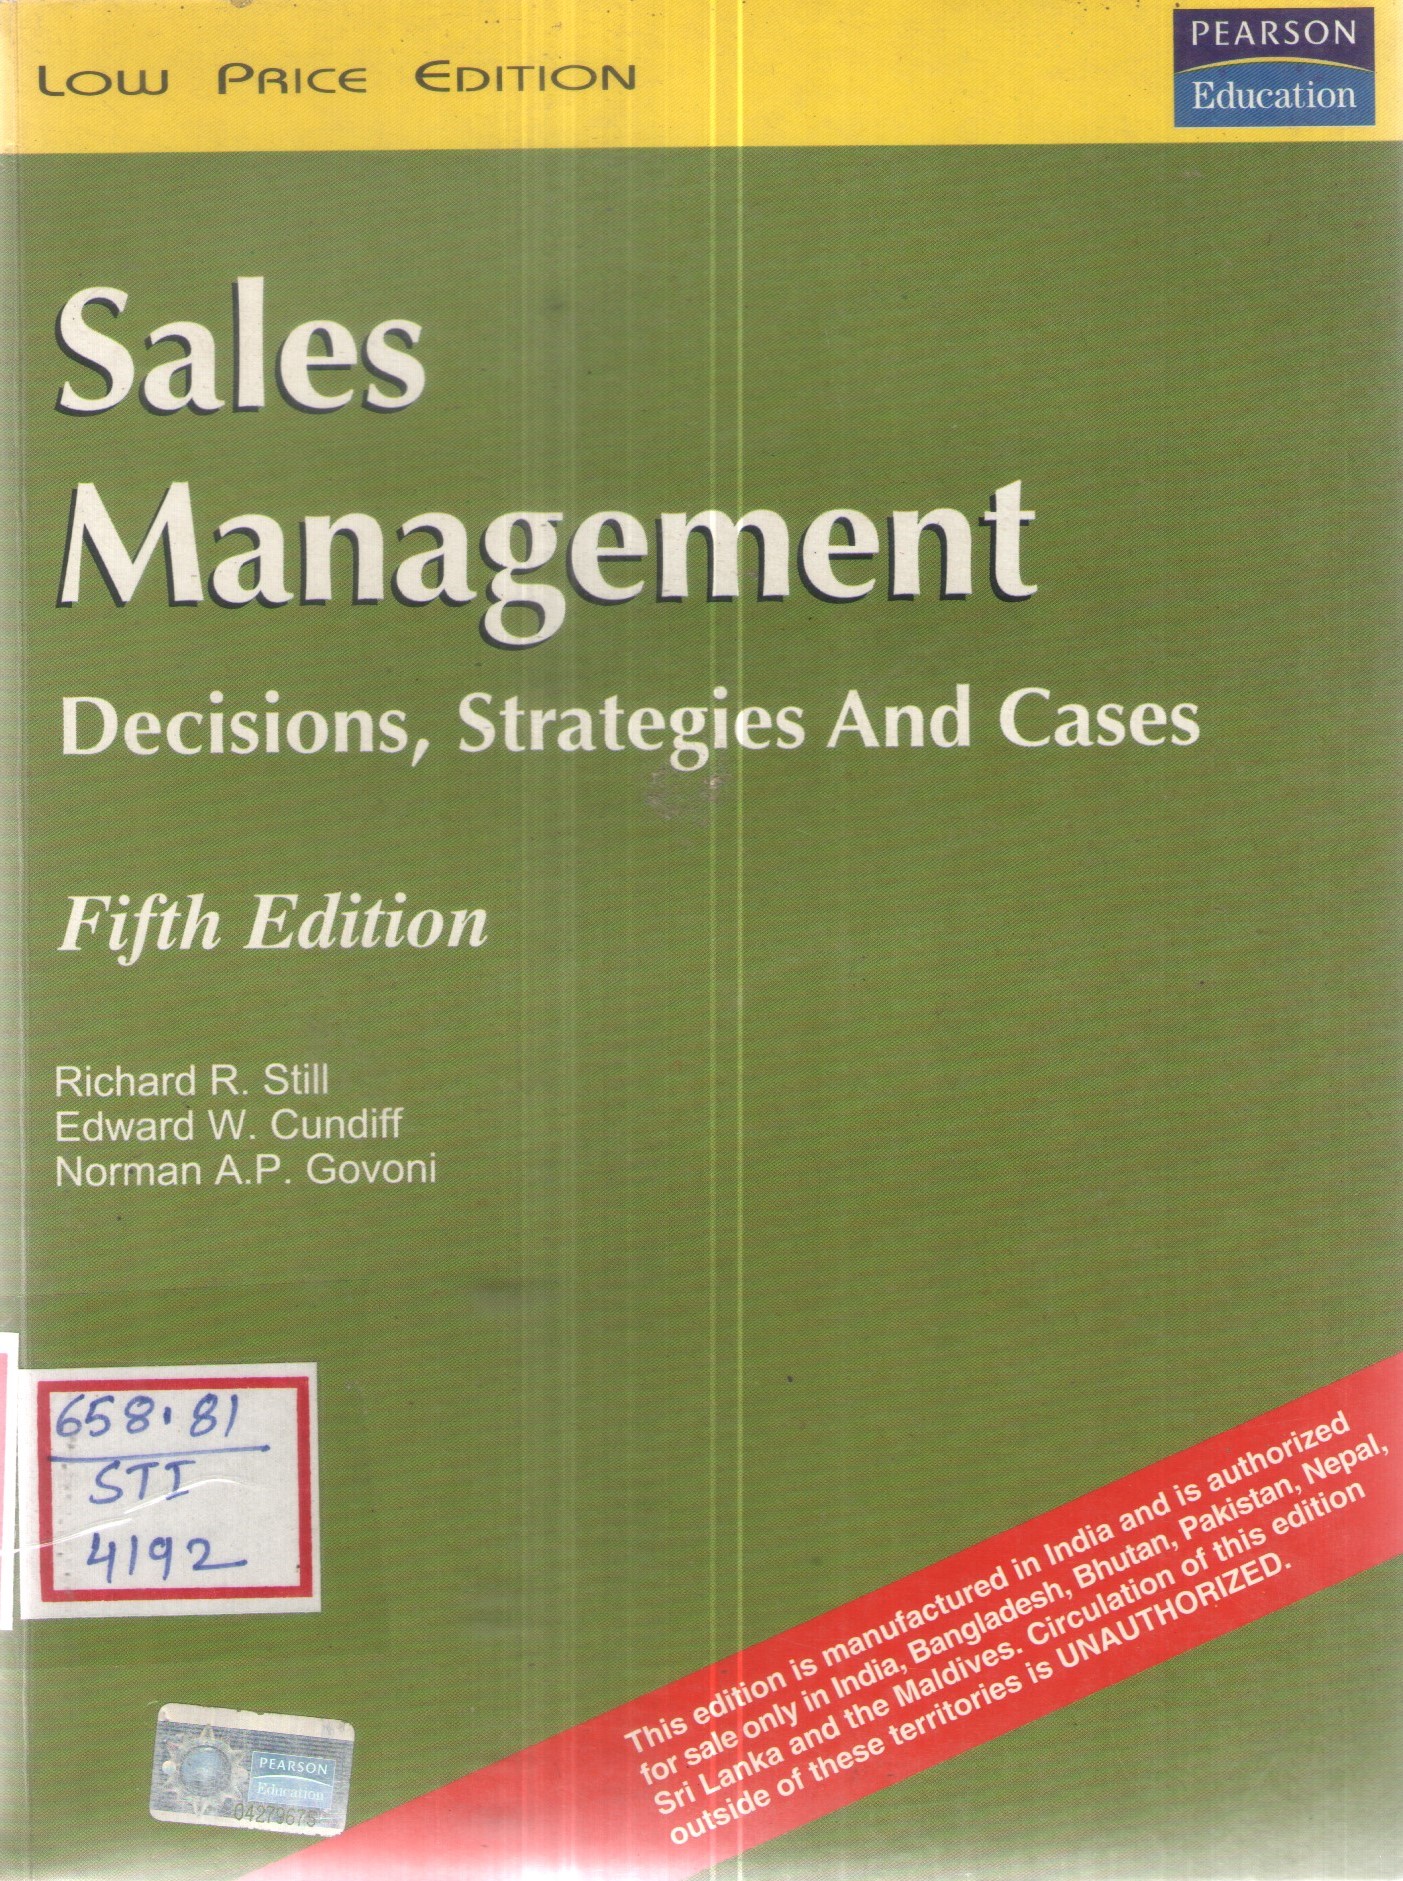 LOW PRICE EDITION
PEARSON
Education
Sales
Management
Decisions, Strategies And Cases
Fifth Edition
Richard R. Still
Edward W. Cundiff
Norman A.P. Govoni
658.81
STI
4192
This edition is manufactured in India and is authorized
for sale only in India, Bangladesh, Bhutan, Pakistan, Nepal,
Sri Lanka and the Maldives. Circulation of this edition
outside of these territories is UNAUTHORIZED.
PEARSON
Education
04279675